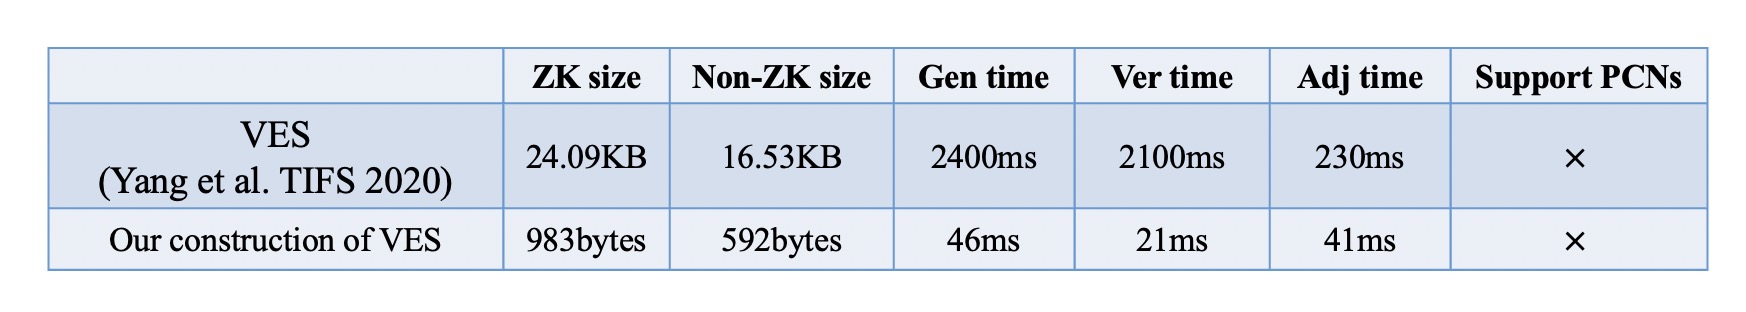 ZK size Non-ZK size Gen time Ver time Adj time Support PCNs
VES
(Yang et al. TIFS 2020) 24.09KB 16.53KB 2400ms 2100ms 230ms ×
Our construction of VES 983bytes 592bytes 46ms 21ms 41ms ×